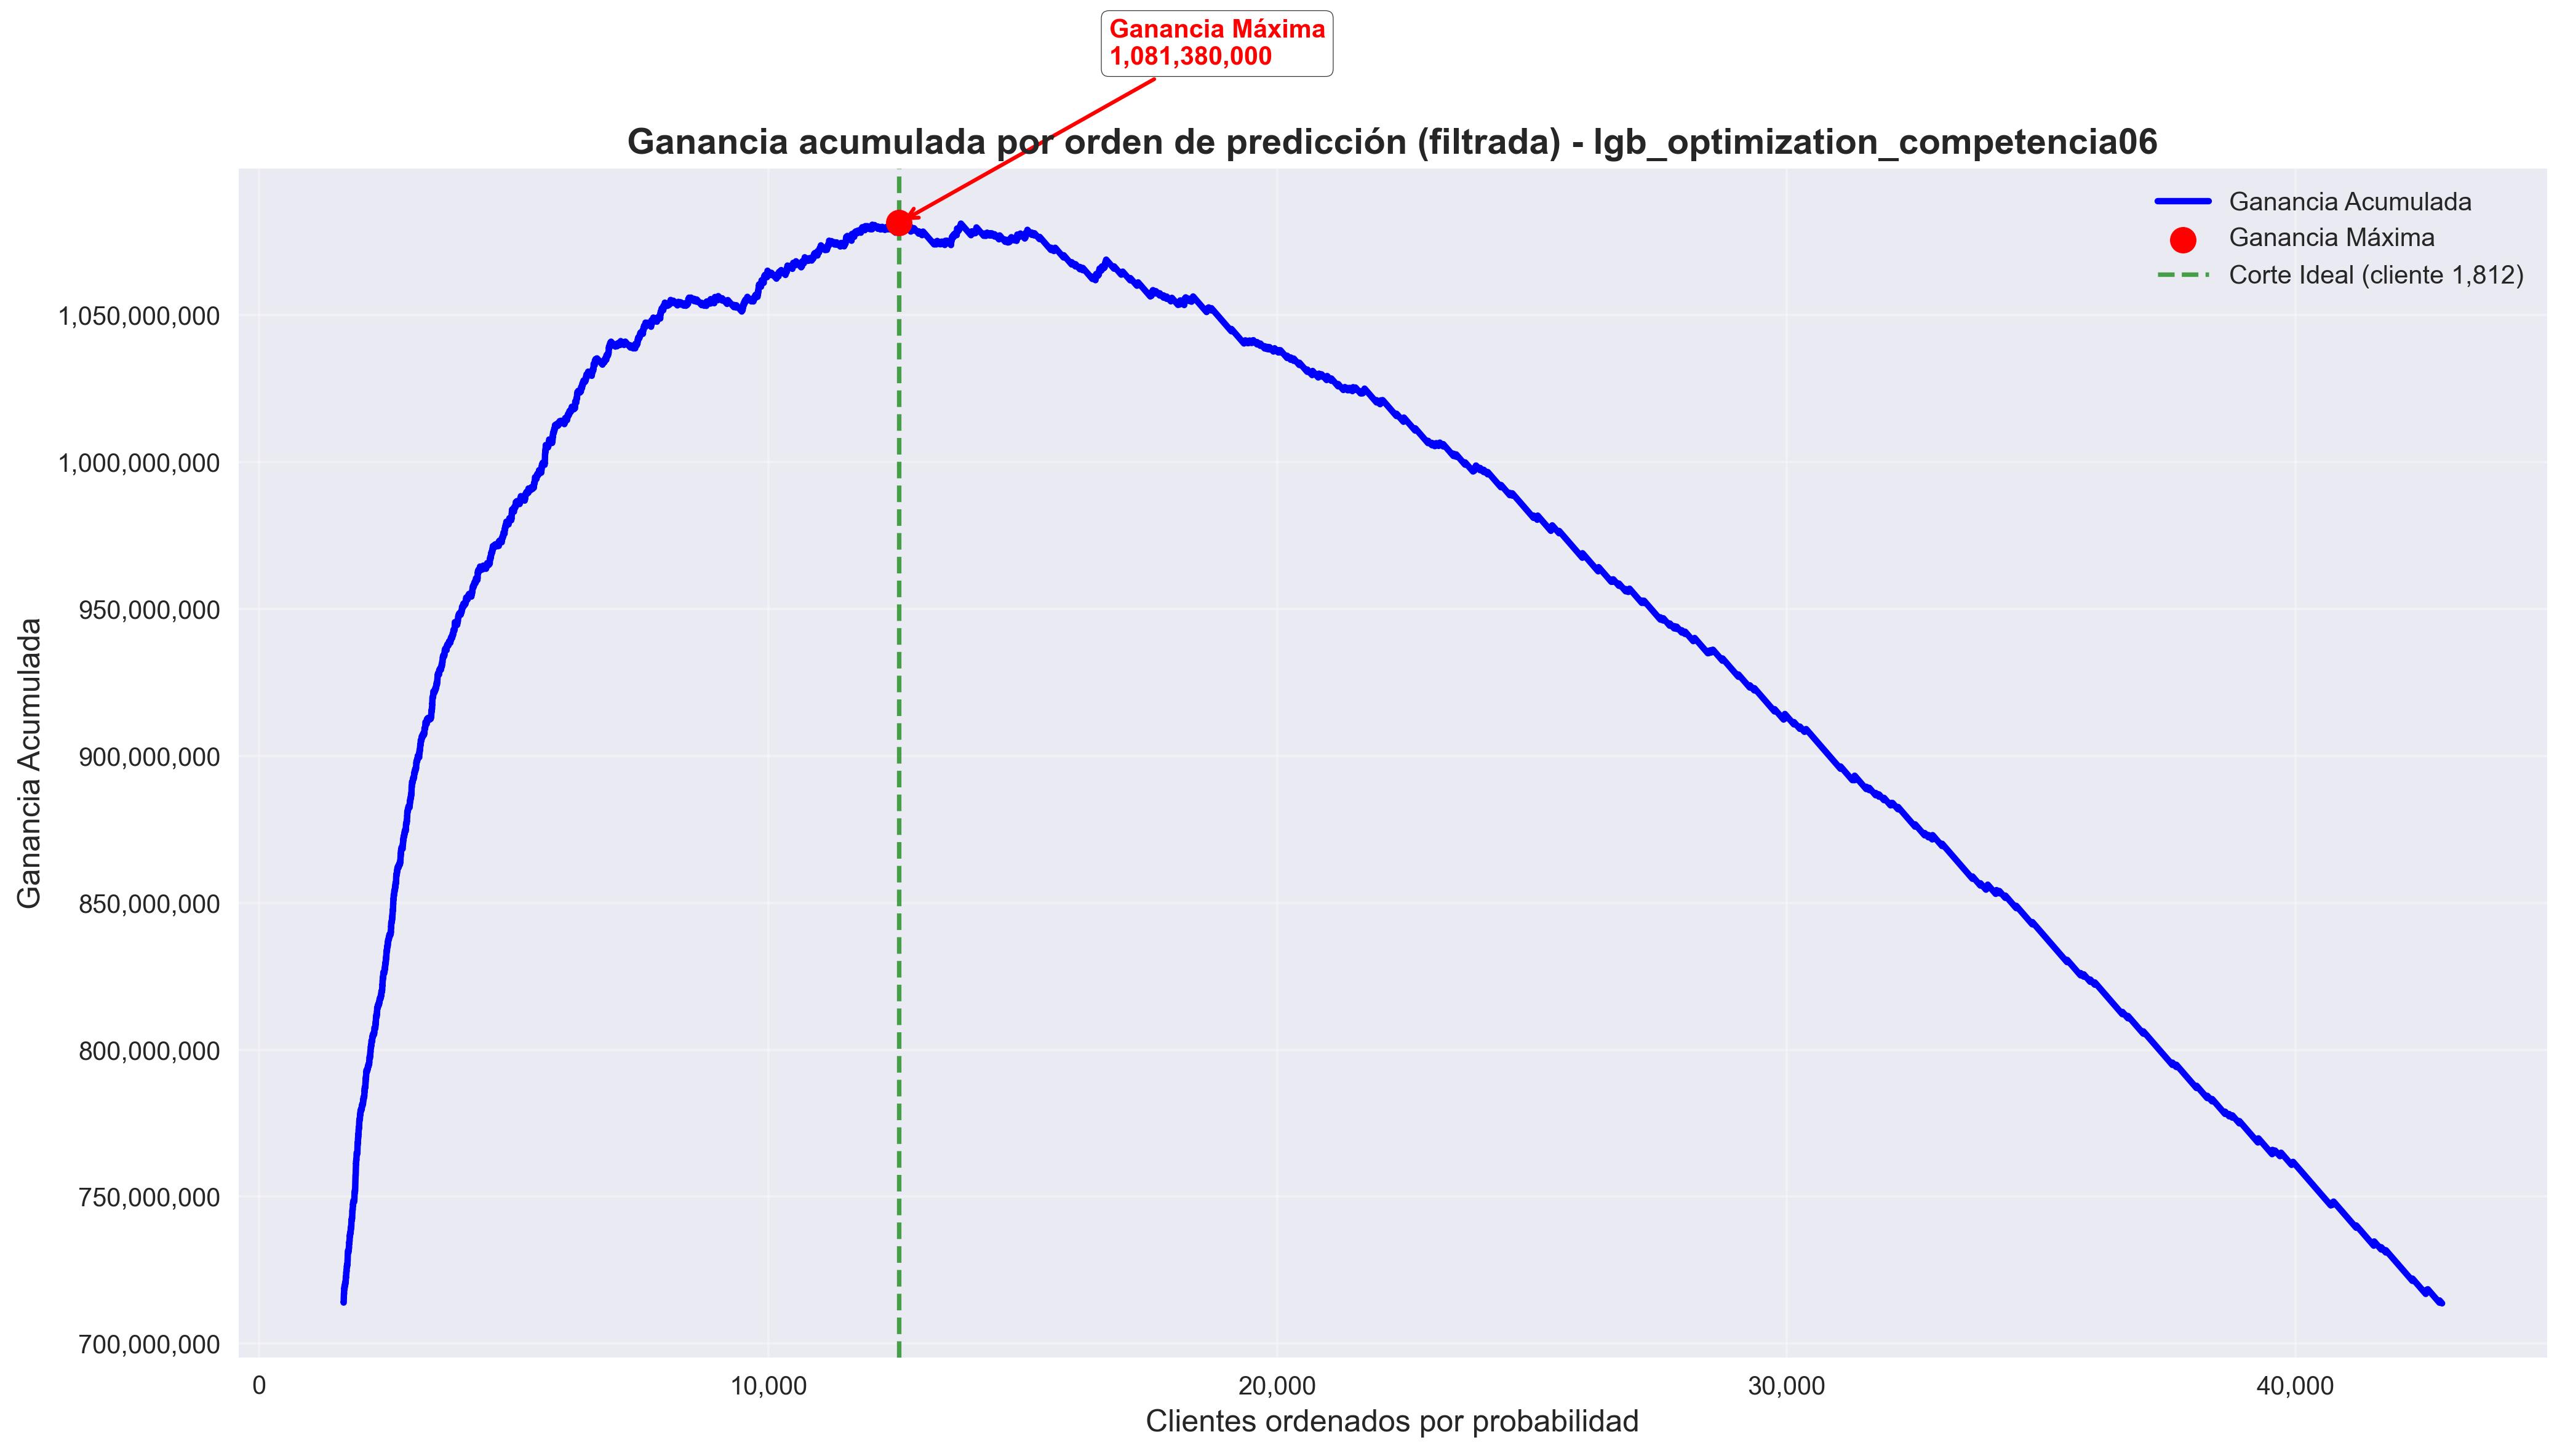 Ganancia Máxima
1,081,380,000
Ganancia acumulada por orden de predicción (filtrada) - lgb_optimization_competencia06
Ganancia Acumulada
Ganancia Máxima
Corte Ideal (cliente 1,812)
Ganancia Acumulada
1,050,000,000
1,000,000,000
950,000,000
900,000,000
850,000,000
800,000,000
750,000,000
700,000,000
0
10,000
20,000
30,000
40,000
Clientes ordenados por probabilidad